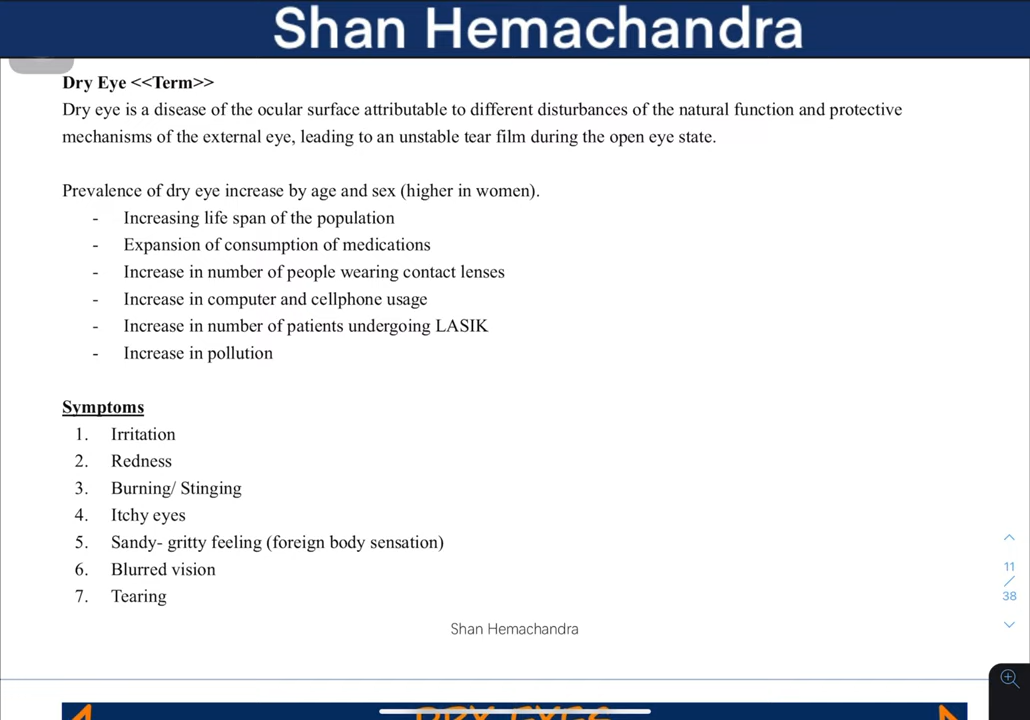 Shan Hemachandra
Dry Eye <<Term>>
Dry eye is a disease of the ocular surface attributable to different disturbances of the natural function and protective
mechanisms of the external eye, leading to an unstable tear film during the open eye state.
Prevalence of dry eye increase by age and sex (higher in women).
- Increasing life span of the population
- Expansion of consumption of medications
- Increase in number of people wearing contact lenses
- Increase in computer and cellphone usage
- Increase in number of patients undergoing LASIK
- Increase in pollution
Symptoms
1. Irritation
2. Redness
3. Burning/ Stinging
4. Itchy eyes
5. Sandy- gritty feeling (foreign body sensation)
6. Blurred vision
7. Tearing
11
/
38
Shan Hemachandra
DRY EYES